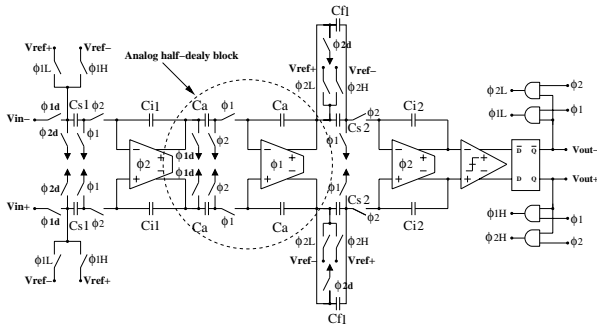 Cf1
ϕ2d
Vref+ Vref−
Analog half−dealy block
Vref+ Vref−
ϕ1L ϕ1H
ϕ2L ϕ2H
ϕ2L ϕ2
ϕ1d Cs1 ϕ2 Ci1 Ca ϕ1 Ca ϕ2 Ci2
ϕ1L ϕ1
Vin−
Cs2
ϕ2d ϕ1 ϕ1d ϕ2 ϕ1
− + − + − + −
D Q Vout−
ϕ2 ϕ1 ϕ2
+ − + − + − +
D Q Vout+
ϕ2d ϕ1 ϕ1d ϕ2 ϕ1
Cs2
Vin+
ϕ1d Cs1 ϕ2 Ci1 Ca ϕ1 Ca ϕ2 Ci2
ϕ1H ϕ1
ϕ2L ϕ2H
ϕ2H ϕ2
ϕ1L ϕ1H
Vref− Vref+
Vref− Vref+
ϕ2d
Cf1